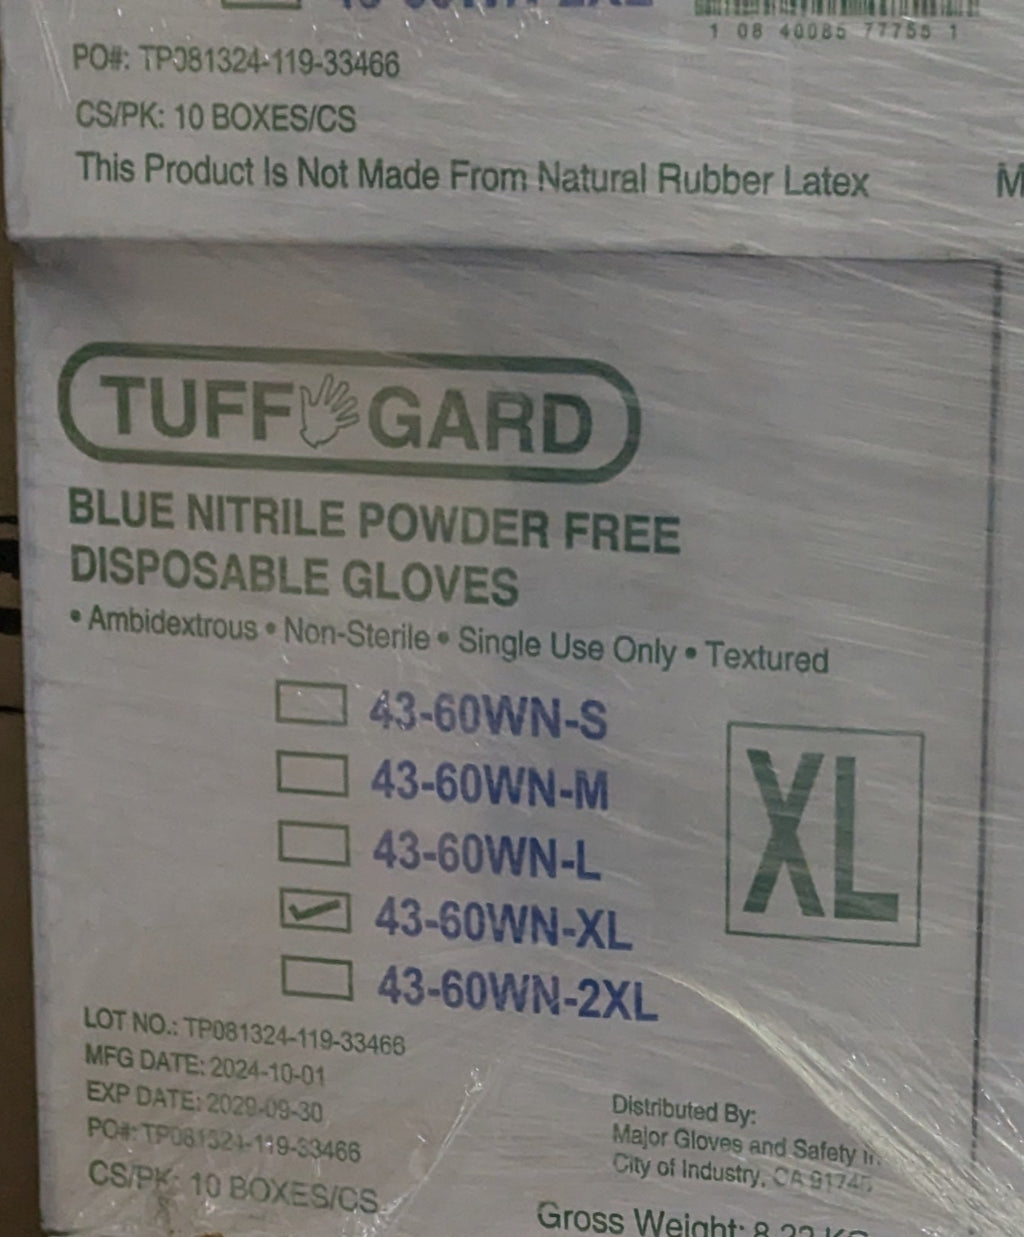 1 08 40085 77755 1
PO#: TP081324-119-33466
CS/PK: 10 BOXES/CS
This Product Is Not Made From Natural Rubber Latex
TUFF GARD
BLUE NITRILE POWDER FREE
DISPOSABLE GLOVES
• Ambidextrous • Non-Sterile • Single Use Only • Textured
43-60WN-S
43-60WN-M
43-60WN-L
43-60WN-XL
43-60WN-2XL
XL
LOT NO.: TP081324-119-33466
MFG DATE: 2024-10-01
EXP DATE: 2029-09-30
PO#: TP081324-119-33466
CS/PK: 10 BOXES/CS
Distributed By:
Major Gloves and Safety
City of Industry, CA
Gross Weight: